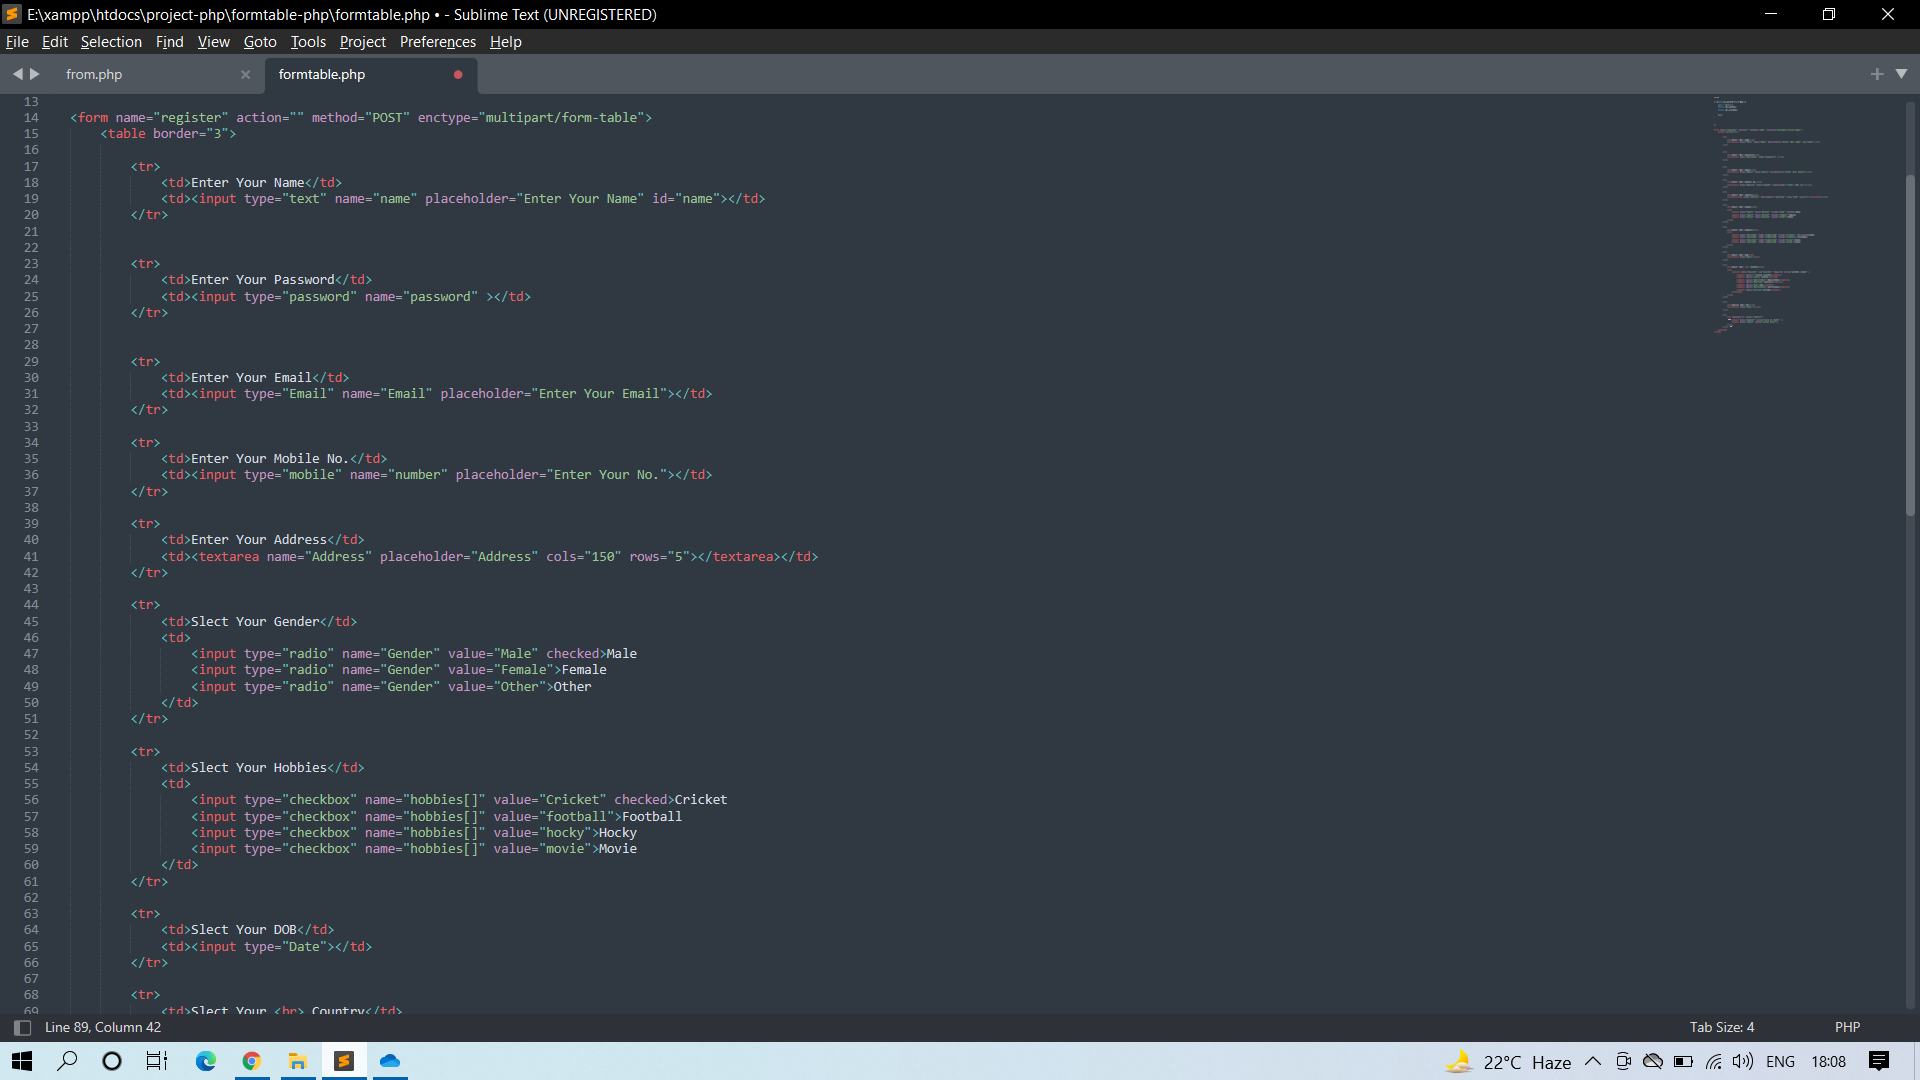 E:\xampp\htdocs\project-php\formtable-php\formtable.php • - Sublime Text (UNREGISTERED)
File Edit Selection Find View Goto Tools Project Preferences Help
from.php formtable.php
13
14 <form name="register" action="" method="POST" enctype="multipart/form-table">
15 <table border="3">
16
17 <tr>
18 <td>Enter Your Name</td>
19 <td><input type="text" name="name" placeholder="Enter Your Name" id="name"></td>
20 </tr>
21
22
23 <tr>
24 <td>Enter Your Password</td>
25 <td><input type="password" name="password" ></td>
26 </tr>
27
28
29 <tr>
30 <td>Enter Your Email</td>
31 <td><input type="Email" name="Email" placeholder="Enter Your Email"></td>
32 </tr>
33
34 <tr>
35 <td>Enter Your Mobile No.</td>
36 <td><input type="mobile" name="number" placeholder="Enter Your No."></td>
37 </tr>
38
39 <tr>
40 <td>Enter Your Address</td>
41 <td><textarea name="Address" placeholder="Address" cols="150" rows="5"></textarea></td>
42 </tr>
43
44 <tr>
45 <td>Slect Your Gender</td>
46 <td>
47 <input type="radio" name="Gender" value="Male" checked>Male
48 <input type="radio" name="Gender" value="Female">Female
49 <input type="radio" name="Gender" value="Other">Other
50 </td>
51 </tr>
52
53 <tr>
54 <td>Slect Your Hobbies</td>
55 <td>
56 <input type="checkbox" name="hobbies[]" value="Cricket" checked>Cricket
57 <input type="checkbox" name="hobbies[]" value="football">Football
58 <input type="checkbox" name="hobbies[]" value="hocky">Hocky
59 <input type="checkbox" name="hobbies[]" value="movie">Movie
60 </td>
61 </tr>
62
63 <tr>
64 <td>Slect Your DOB</td>
65 <td><input type="Date"></td>
66 </tr>
67
68 <tr>
69 <td>Slect Your <br> Country</td>
Line 89, Column 42 Tab Size: 4 PHP
22°C Haze ENG 18:08